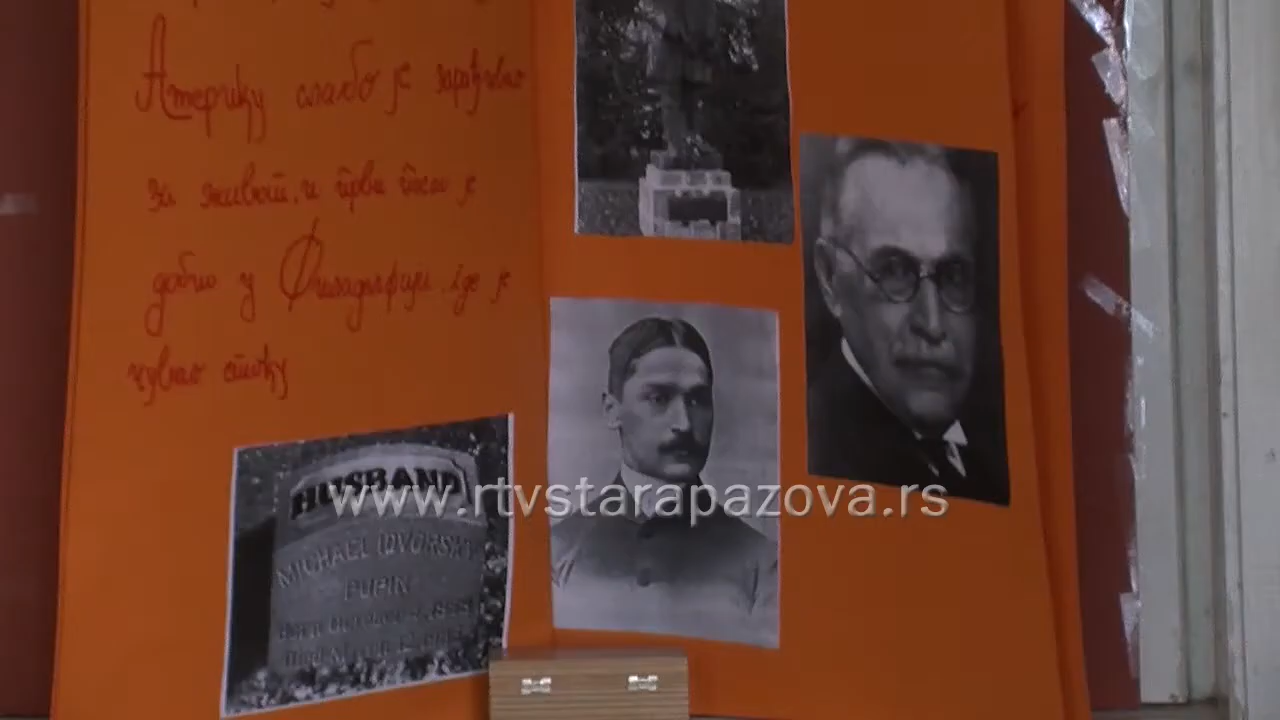 Америку слабо је зарађивао
за живот, и први посао је
добио у Филаделфији, где је
чувао стоку
HUSBAND
MICHAEL IDVORSKY
PUPIN
www.rtvstarapazova.rs